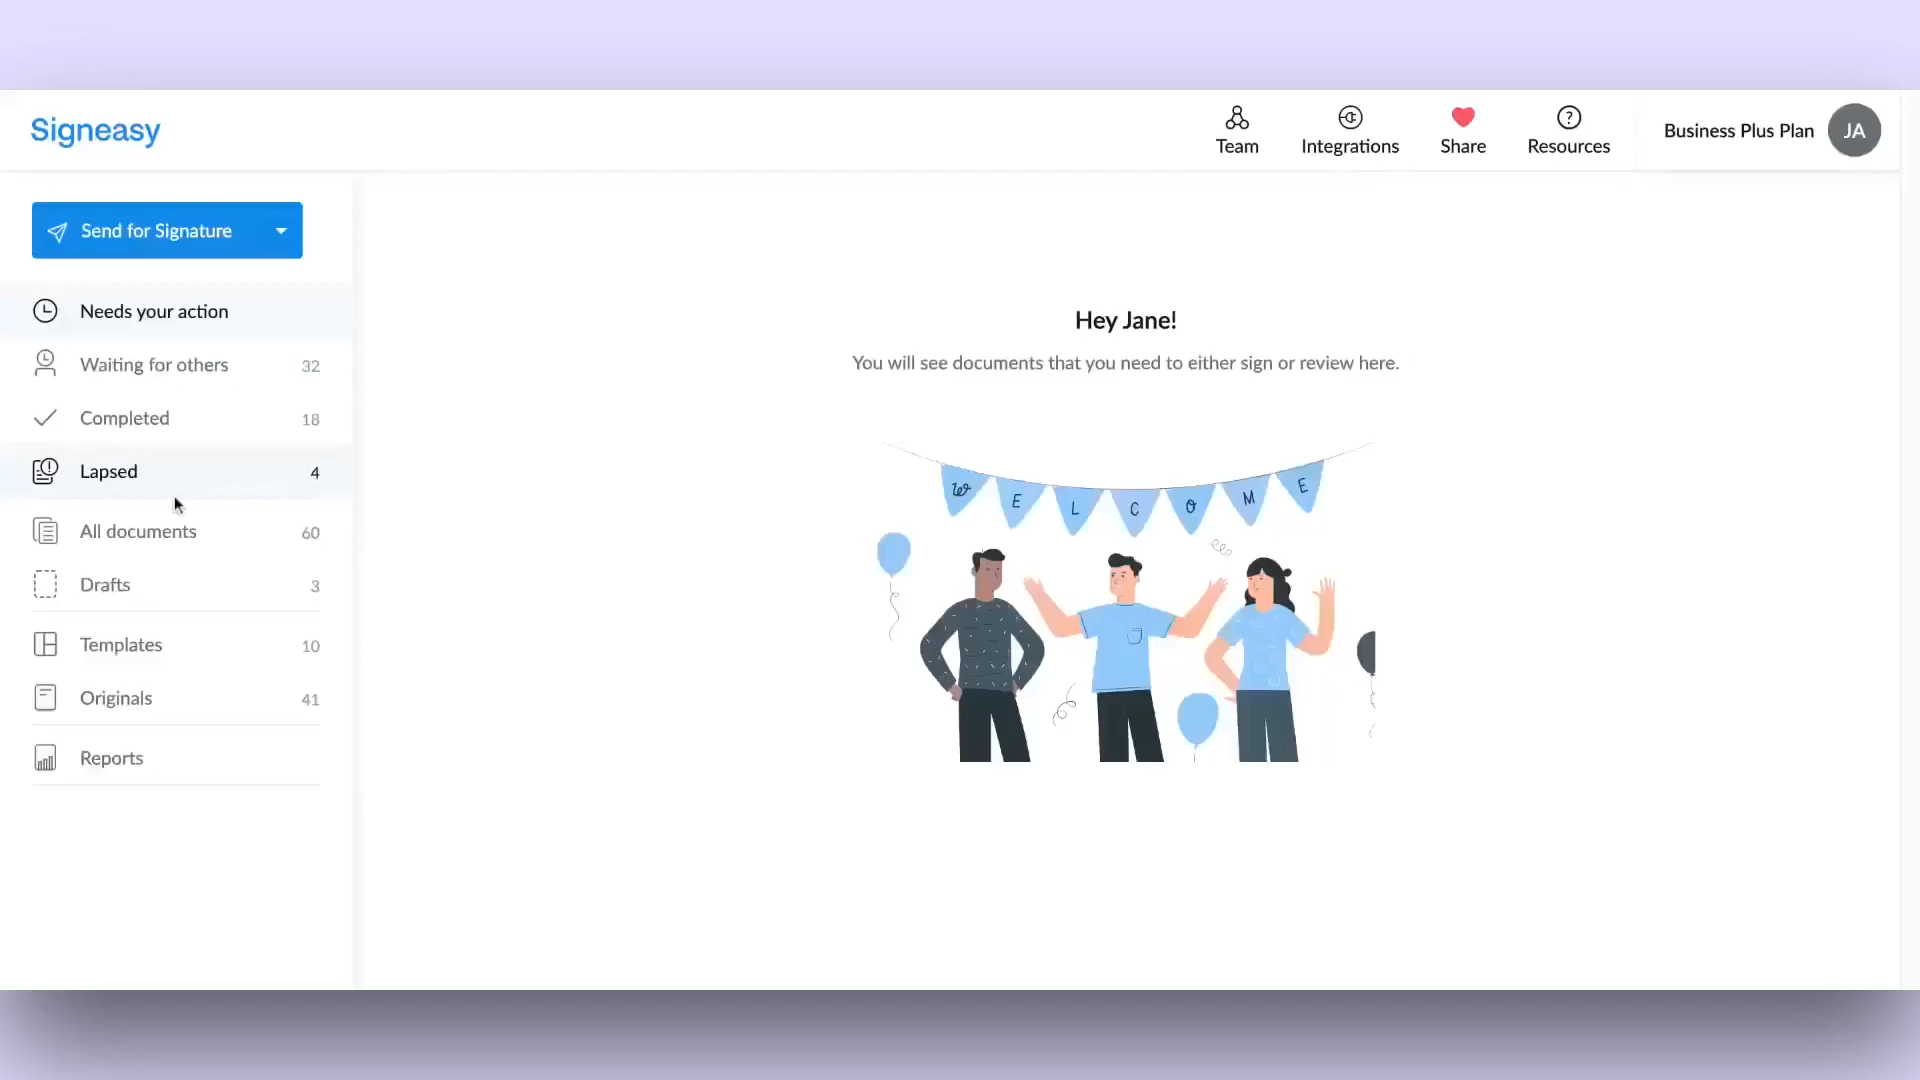 Signeasy
Team
Integrations
Share
Resources
Business Plus Plan
JA
Send for Signature
Needs your action
Waiting for others 32
Completed 18
Lapsed 4
All documents 60
Drafts 3
Templates 10
Originals 41
Reports
Hey Jane!
You will see documents that you need to either sign or review here.
WELCOME